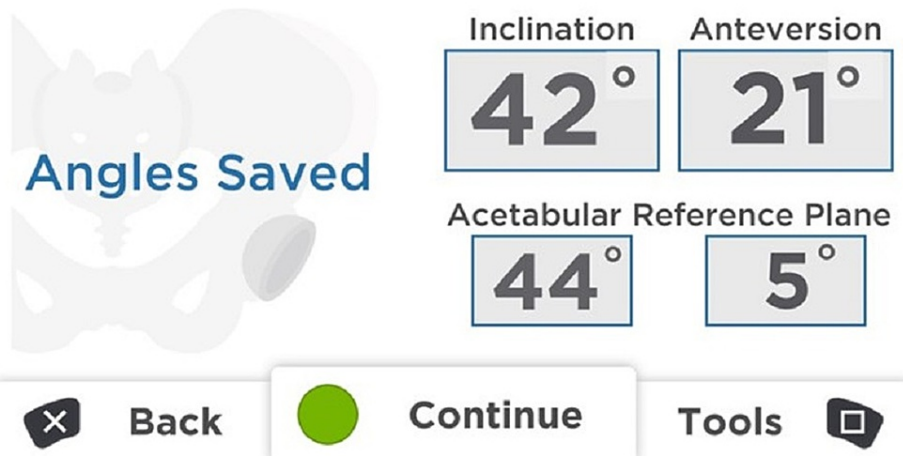 Inclination Anteversion
42° 21°
Angles Saved
Acetabular Reference Plane
44° 5°
Back Continue Tools